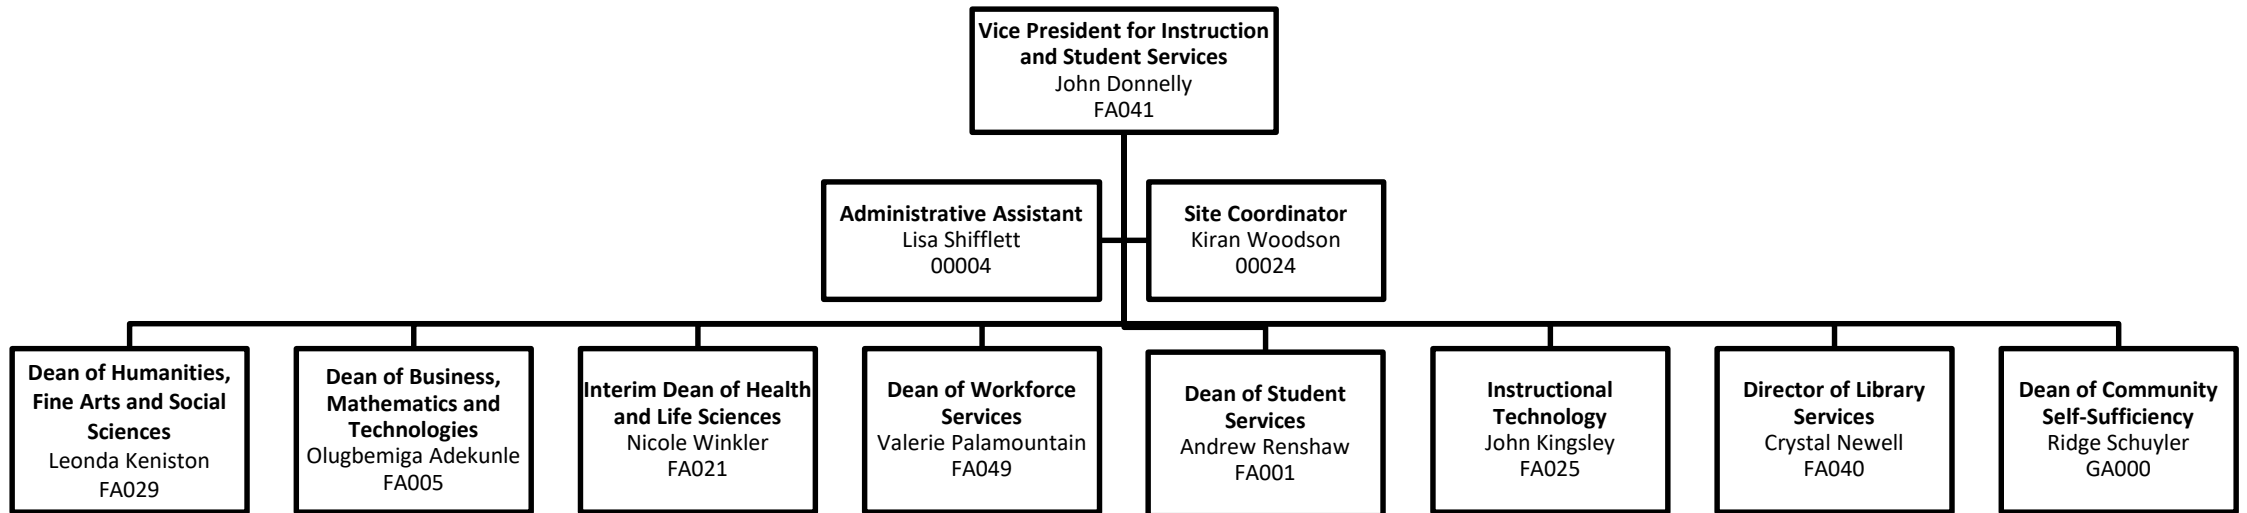 Vice President for Instruction
and Student Services
John Donnelly
FA041
Administrative Assistant
Lisa Shifflett
00004
Site Coordinator
Kiran Woodson
00024
Dean of Humanities,
Fine Arts and Social
Sciences
Leonda Keniston
FA029
Dean of Business,
Mathematics and
Technologies
Olugbemiga Adekunle
FA005
Interim Dean of Health
and Life Sciences
Nicole Winkler
FA021
Dean of Workforce
Services
Valerie Palamountain
FA049
Dean of Student
Services
Andrew Renshaw
FA001
Instructional
Technology
John Kingsley
FA025
Director of Library
Services
Crystal Newell
FA040
Dean of Community
Self-Sufficiency
Ridge Schuyler
GA000